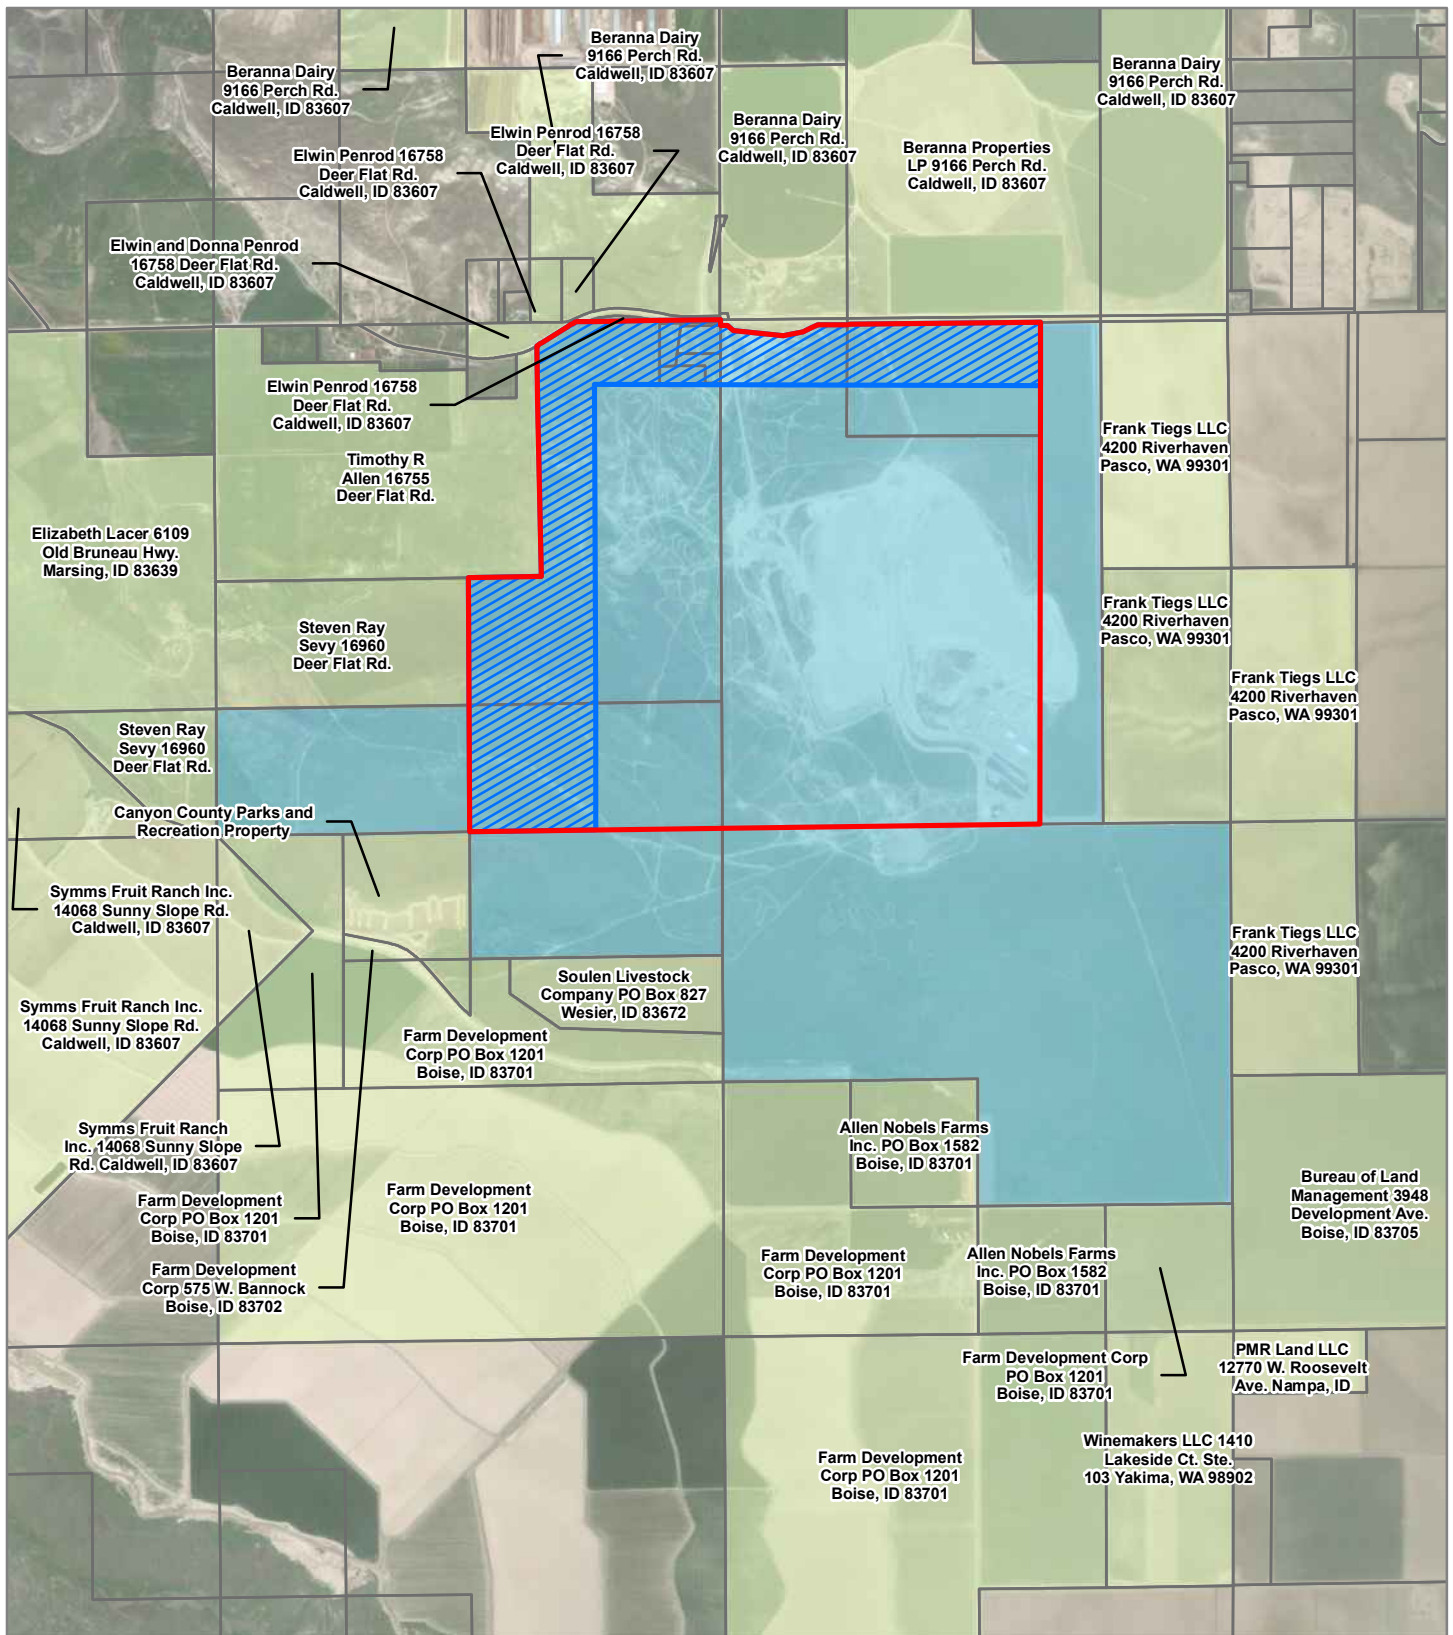 Beranna Dairy
9166 Perch Rd.
Caldwell, ID 83607
Beranna Dairy
9166 Perch Rd.
Caldwell, ID 83607
Beranna Dairy
9166 Perch Rd.
Caldwell, ID 83607
Elwin Penrod 16758
Deer Flat Rd.
Caldwell, ID 83607
Elwin Penrod 16758
Deer Flat Rd.
Caldwell, ID 83607
Beranna Dairy
9166 Perch Rd.
Caldwell, ID 83607
Beranna Properties
LP 9166 Perch Rd.
Caldwell, ID 83607
Elwin and Donna Penrod
16758 Deer Flat Rd.
Caldwell, ID 83607
Elwin Penrod 16758
Deer Flat Rd.
Caldwell, ID 83607
Timothy R
Allen 16755
Deer Flat Rd.
Frank Tiegs LLC
4200 Riverhaven
Pasco, WA 99301
Elizabeth Lacer 6109
Old Bruneau Hwy.
Marsing, ID 83639
Steven Ray
Sevy 16960
Deer Flat Rd.
Frank Tiegs LLC
4200 Riverhaven
Pasco, WA 99301
Frank Tiegs LLC
4200 Riverhaven
Pasco, WA 99301
Steven Ray
Sevy 16960
Deer Flat Rd.
Canyon County Parks and
Recreation Property
Symms Fruit Ranch Inc.
14068 Sunny Slope Rd.
Caldwell, ID 83607
Frank Tiegs LLC
4200 Riverhaven
Pasco, WA 99301
Soulen Livestock
Company PO Box 827
Wesier, ID 83672
Symms Fruit Ranch Inc.
14068 Sunny Slope Rd.
Caldwell, ID 83607
Farm Development
Corp PO Box 1201
Boise, ID 83701
Symms Fruit Ranch
Inc. 14068 Sunny Slope
Rd. Caldwell, ID 83607
Allen Nobels Farms
Inc. PO Box 1582
Boise, ID 83701
Farm Development
Corp PO Box 1201
Boise, ID 83701
Farm Development
Corp PO Box 1201
Boise, ID 83701
Bureau of Land
Management 3948
Development Ave.
Boise, ID 83705
Farm Development
Corp 575 W. Bannock
Boise, ID 83702
Farm Development
Corp PO Box 1201
Boise, ID 83701
Allen Nobels Farms
Inc. PO Box 1582
Boise, ID 83701
Farm Development Corp
PO Box 1201
Boise, ID 83701
PMR Land LLC
12770 W. Roosevelt
Ave. Nampa, ID
Farm Development
Corp PO Box 1201
Boise, ID 83701
Winemakers LLC 1410
Lakeside Ct. Ste.
103 Yakima, WA 98902